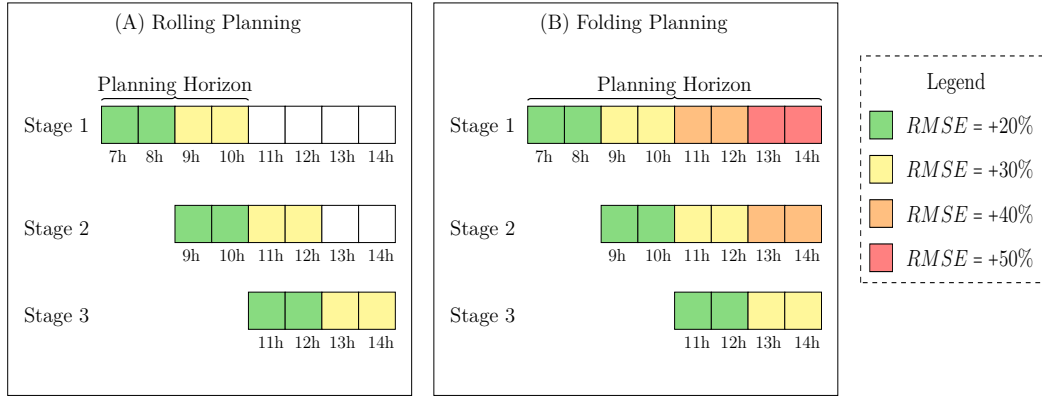 (A) Rolling Planning
Planning Horizon
Stage 1
7h 8h 9h 10h 11h 12h 13h 14h
Stage 2
9h 10h 11h 12h 13h 14h
Stage 3
11h 12h 13h 14h
(B) Folding Planning
Planning Horizon
Stage 1
7h 8h 9h 10h 11h 12h 13h 14h
Stage 2
9h 10h 11h 12h 13h 14h
Stage 3
11h 12h 13h 14h
Legend
RMSE = +20%
RMSE = +30%
RMSE = +40%
RMSE = +50%